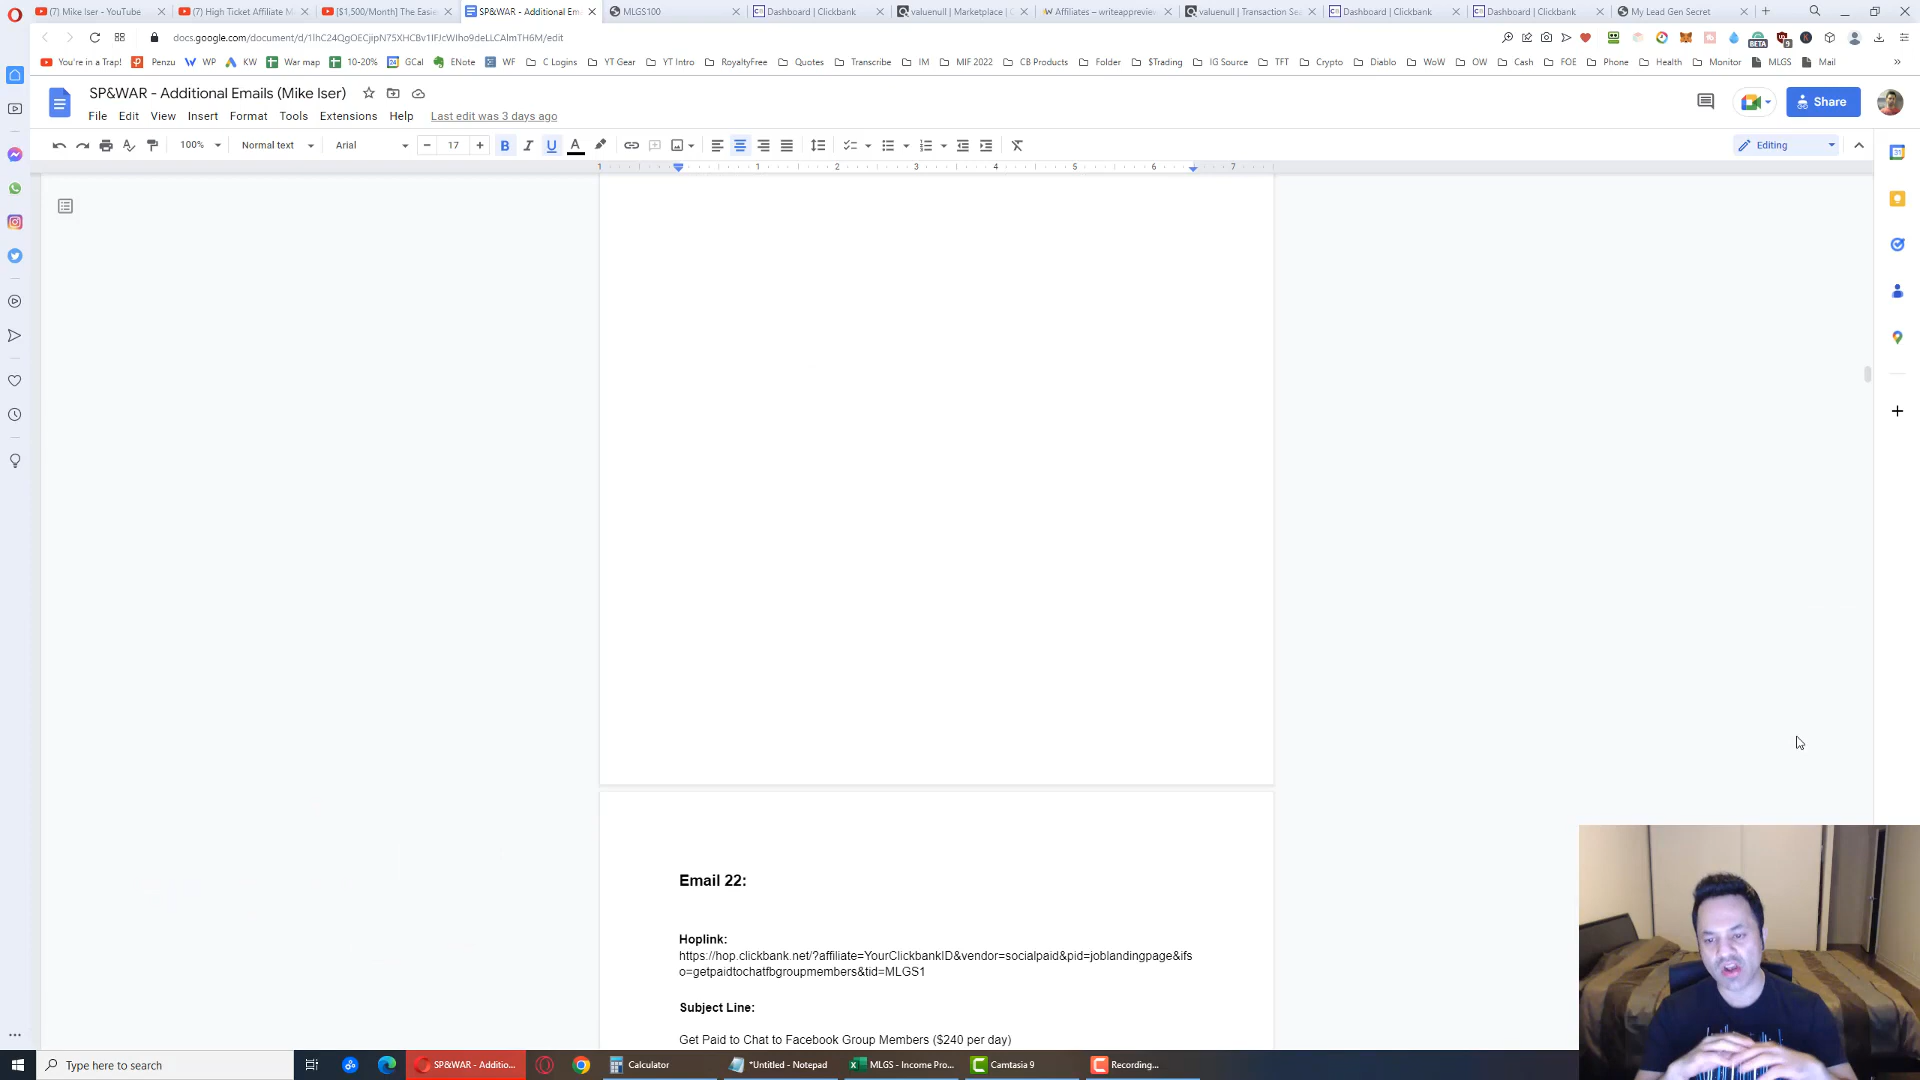 (7) Mike Iser - YouTube
(7) High Ticket Affiliate M
[$1,500/Month] The Easie
SP&WAR - Additional Em
MLGS100
Dashboard | Clickbank
valuenull | Marketplace | C
Affiliates – writeappreview
valuenull | Transaction Se
Dashboard | Clickbank
Dashboard | Clickbank
My Lead Gen Secret
docs.google.com/document/d/1IhC24QgOECjipN75XHCBv1IFJcWIho9deLLCAlmTH6M/edit
BETA
9
You're in a Trap!
Penzu
WP
KW
War map
10-20%
GCal
ENote
WF
C Logins
YT Gear
YT Intro
RoyaltyFree
Quotes
Transcribe
IM
MIF 2022
CB Products
Folder
$Trading
IG Source
TFT
Crypto
Diablo
WoW
OW
Cash
FOE
Phone
Health
Monitor
MLGS
Mail
SP&WAR - Additional Emails (Mike Iser)
File Edit View Insert Format Tools Extensions Help Last edit was 3 days ago
Share
100% Normal text Arial 17 B I U A
Editing
1 1 2 3 4 5 6 7
Email 22:
Hoplink:
https://hop.clickbank.net/?affiliate=YourClickbankID&vendor=socialpaid&pid=joblandingpage&ifs
o=getpaidtochatfbgroupmembers&tid=MLGS1
Subject Line:
Get Paid to Chat to Facebook Group Members ($240 per day)
Type here to search
SP&WAR - Additio...
Calculator
*Untitled - Notepad
MLGS - Income Pro...
Camtasia 9
Recording...